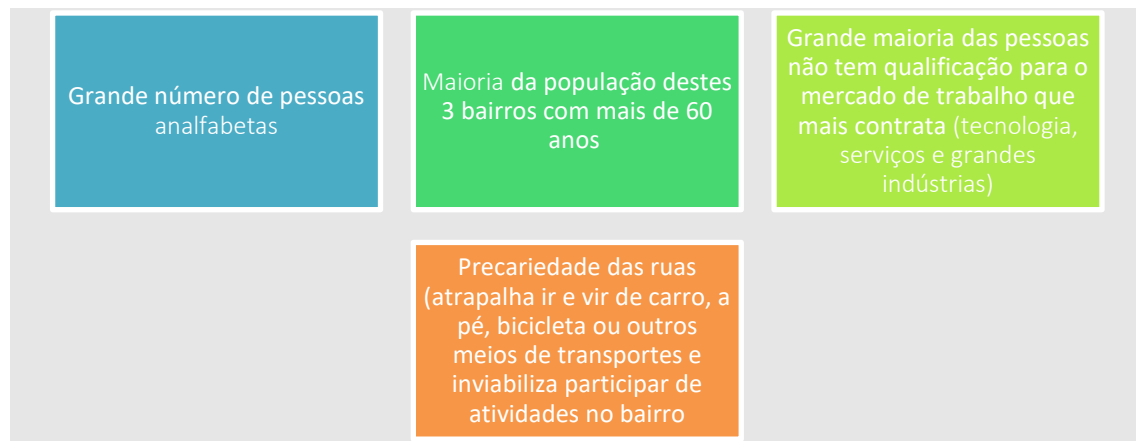 Grande número de pessoas
analfabetas
Maioria da população destes
3 bairros com mais de 60
anos
Grande maioria das pessoas
não tem qualificação para o
mercado de trabalho que
mais contrata (tecnologia,
serviços e grandes
indústrias)
Precariedade das ruas
(atrapalha ir e vir de carro, a
pé, bicicleta ou outros
meios de transportes e
inviabiliza participar de
atividades no bairro